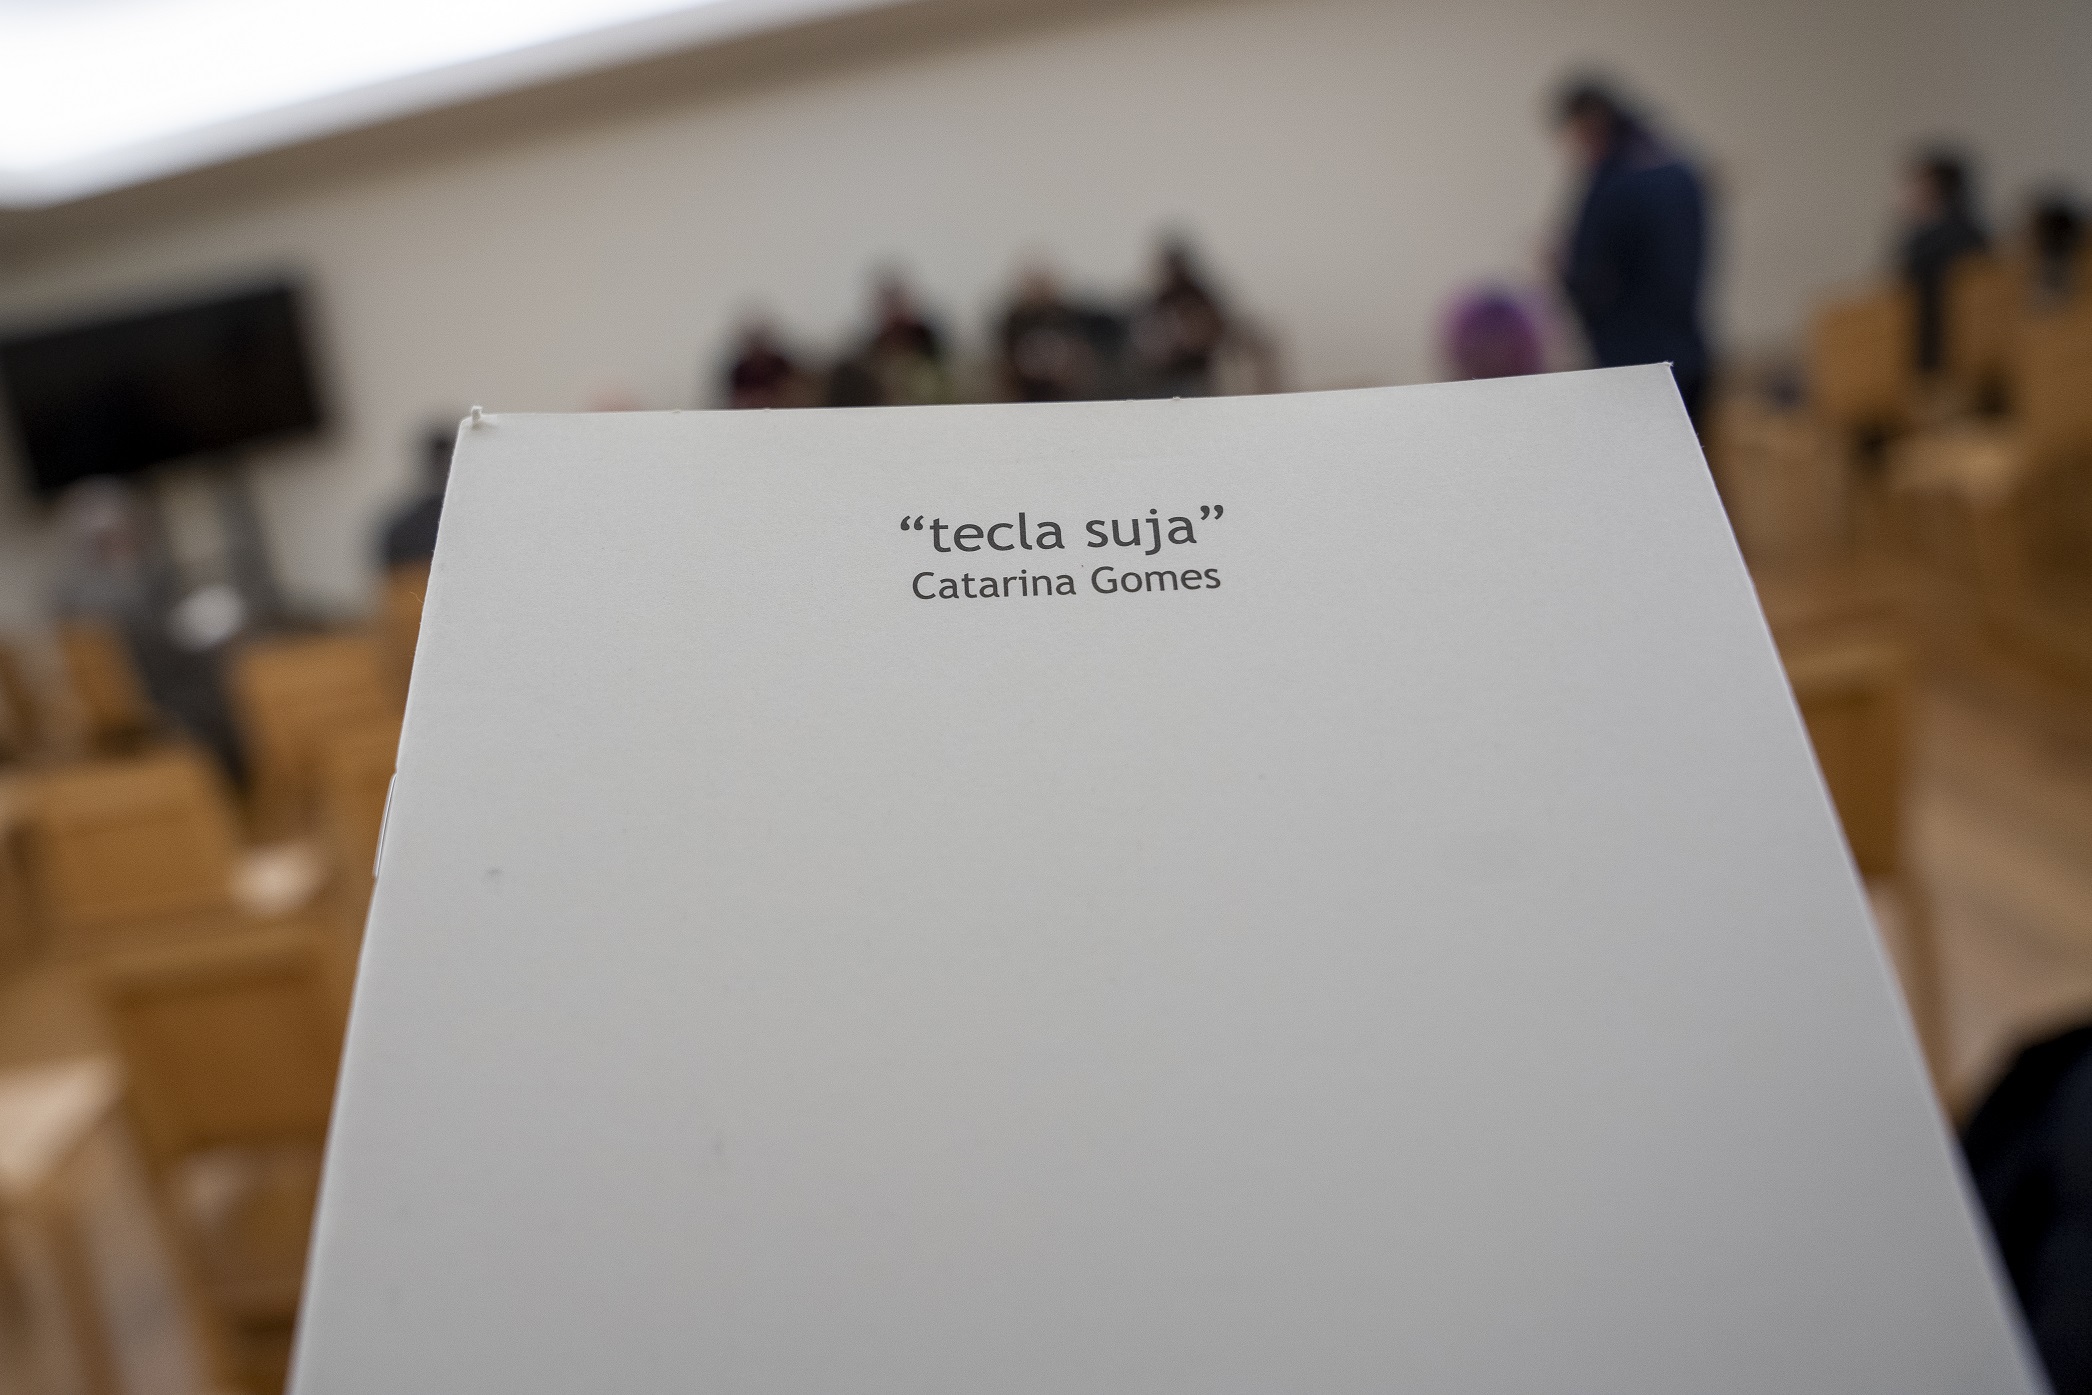 “tecla suja”
Catarina Gomes